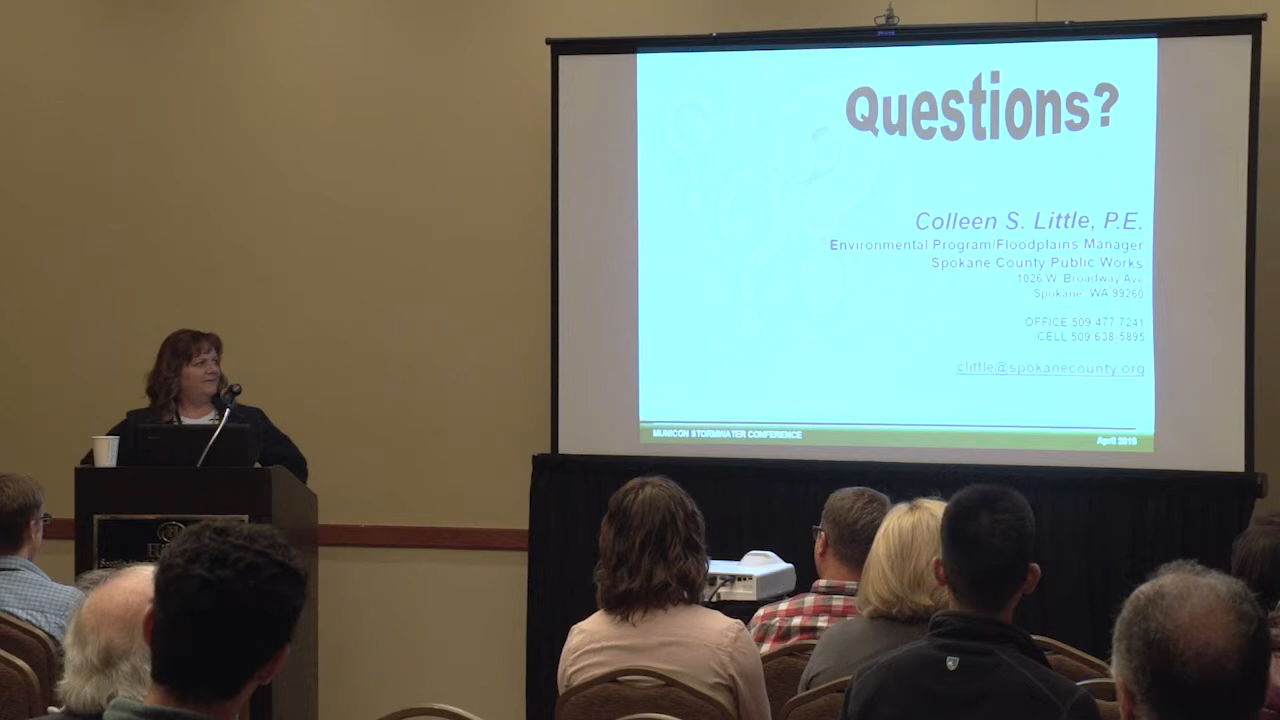 Questions?
Colleen S. Little, P.E.
Environmental Program/Floodplains Manager
Spokane County Public Works
1026 W. Broadway Ave
Spokane, WA 99260
OFFICE 509 477 7241
CELL 509 638-5895
clittle@spokanecounty.org
MUNICON STORMWATER CONFERENCE
April 2019